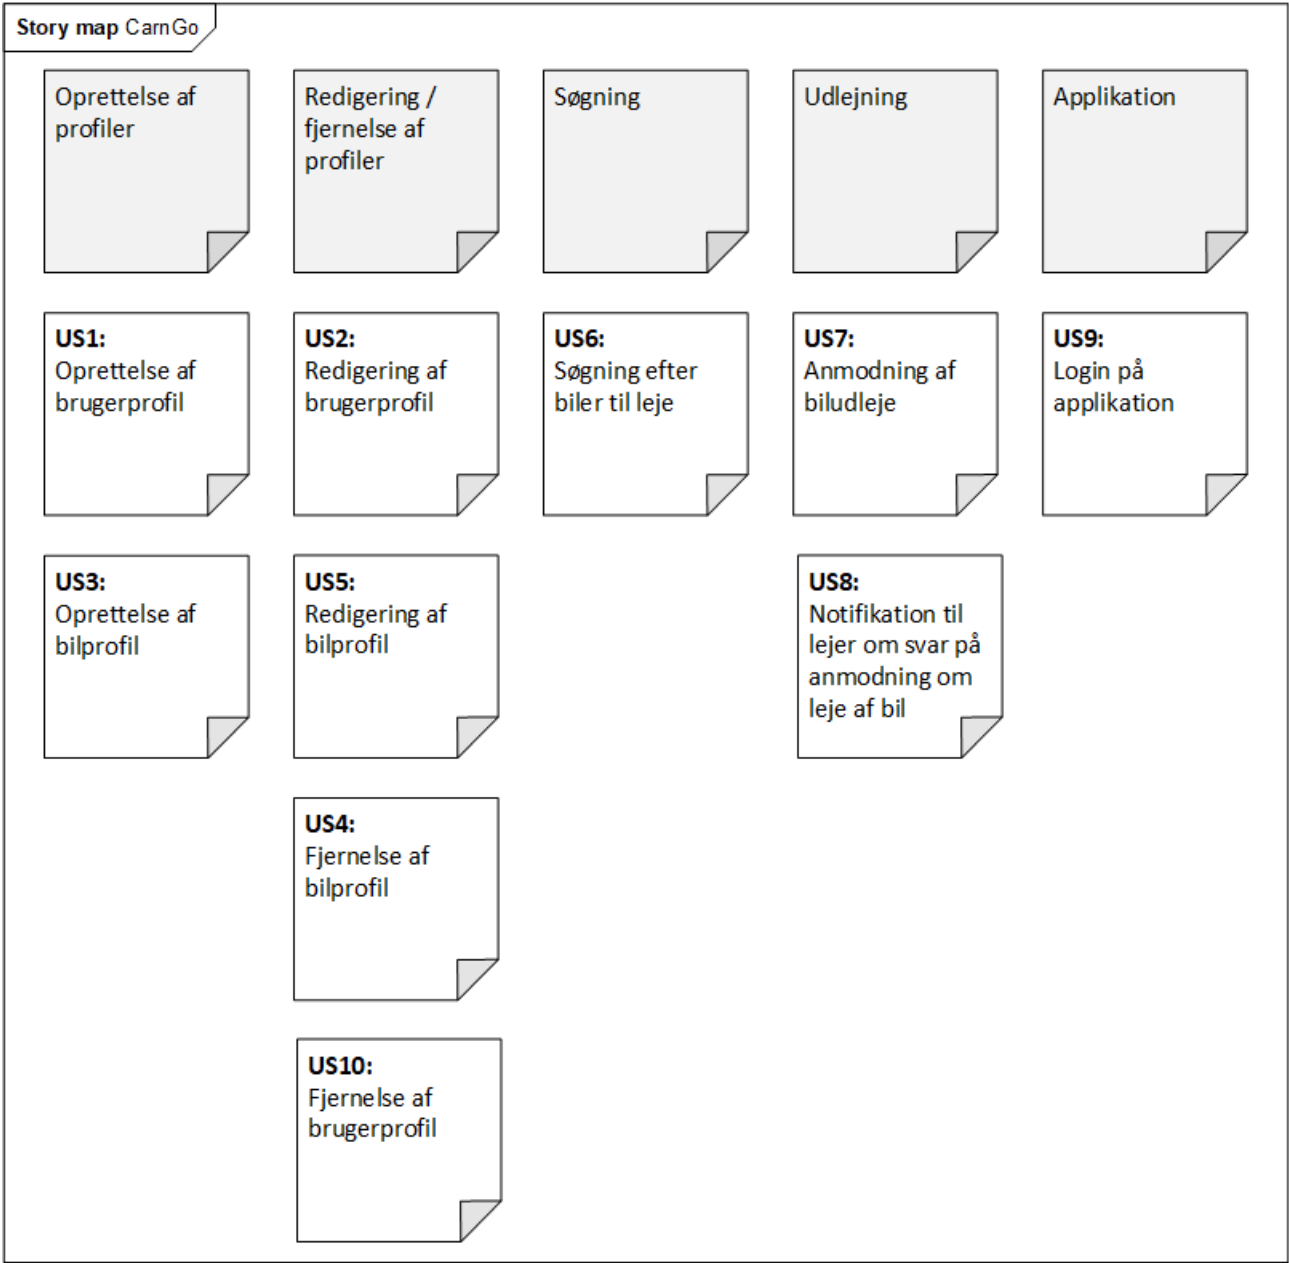 Story map CarnGo
Oprettelse af
profiler
Redigering /
fjernelse af
profiler
Søgning
Udlejning
Applikation
US1:
Oprettelse af
brugerprofil
US2:
Redigering af
brugerprofil
US6:
Søgning efter
biler til leje
US7:
Anmodning af
biludleje
US9:
Login på
applikation
US3:
Oprettelse af
bilprofil
US5:
Redigering af
bilprofil
US8:
Notifikation til
lejer om svar på
anmodning om
leje af bil
US4:
Fjernelse af
bilprofil
US10:
Fjernelse af
brugerprofil